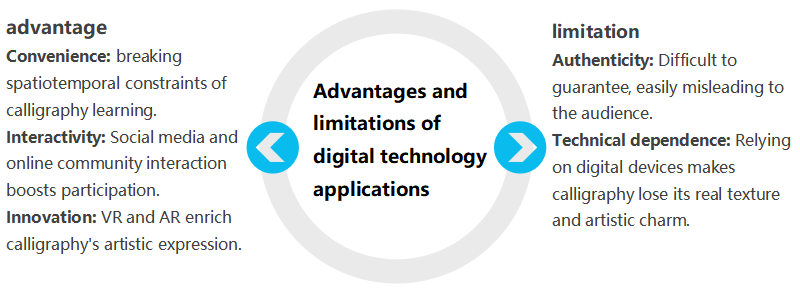 advantage
Convenience: breaking
spatiotemporal constraints of
calligraphy learning.
Interactivity: Social media and
online community interaction
boosts participation.
Innovation: VR and AR enrich
calligraphy's artistic expression.
Advantages and
limitations of
digital technology
applications
limitation
Authenticity: Difficult to
guarantee, easily misleading to
the audience.
Technical dependence: Relying
on digital devices makes
calligraphy lose its real texture
and artistic charm.